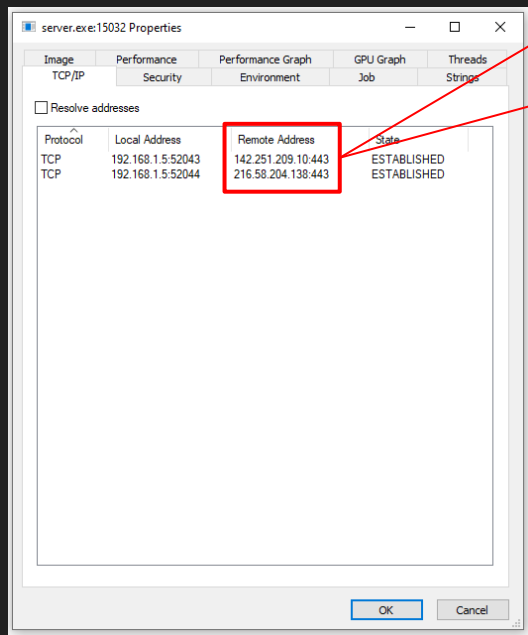 server.exe:15032 Properties
Image Performance Performance Graph GPU Graph Threads
TCP/IP Security Environment Job Strings
Resolve addresses
Protocol Local Address Remote Address State
TCP 192.168.1.5:52043 142.251.209.10:443 ESTABLISHED
TCP 192.168.1.5:52044 216.58.204.138:443 ESTABLISHED
OK Cancel